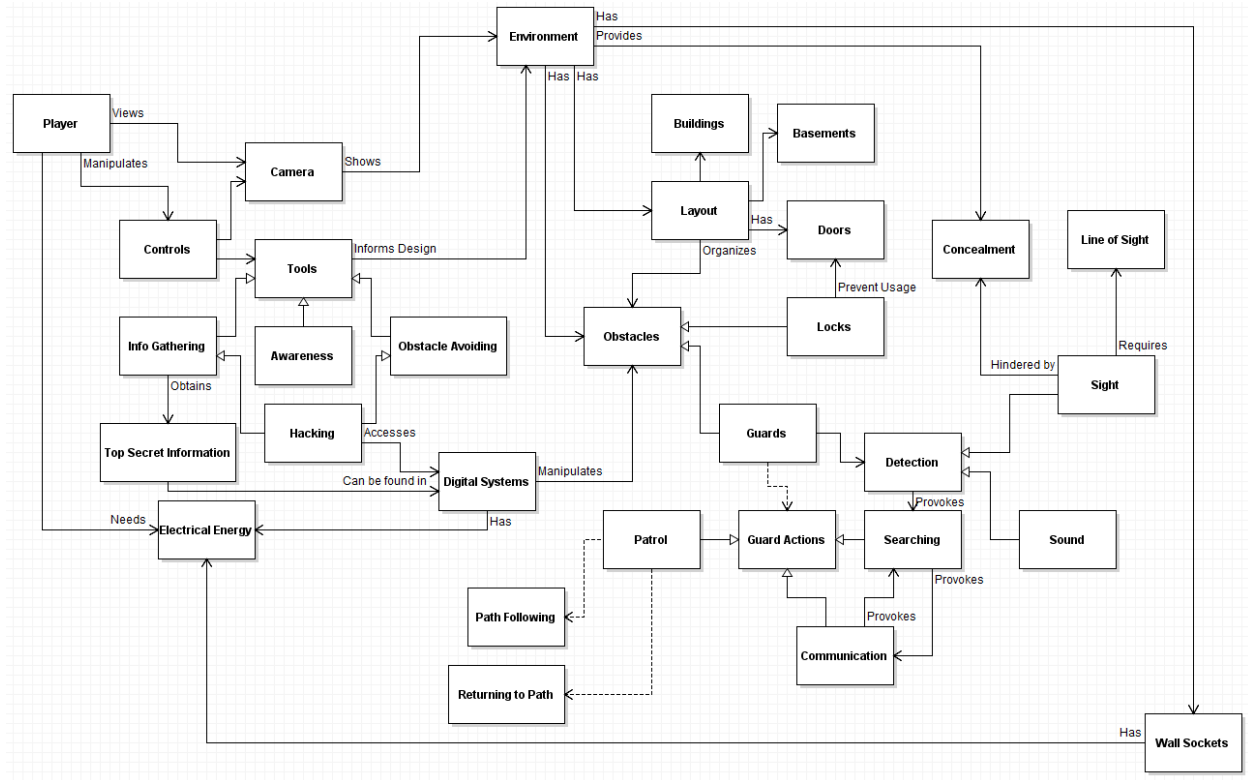 Has
Environment
Provides
Has
Has
Player
Views
Buildings
Basements
Manipulates
Camera
Shows
Layout
Has
Doors
Concealment
Line of Sight
Controls
Tools
Informs Design
Organizes
Prevent Usage
Info Gathering
Awareness
Obstacle Avoiding
Obstacles
Locks
Requires
Hindered by
Sight
Obtains
Hacking
Accesses
Guards
Top Secret Information
Can be found in
Digital Systems
Manipulates
Detection
Provokes
Needs
Electrical Energy
Has
Patrol
Guard Actions
Searching
Sound
Provokes
Path Following
Provokes
Communication
Returning to Path
Has
Wall Sockets